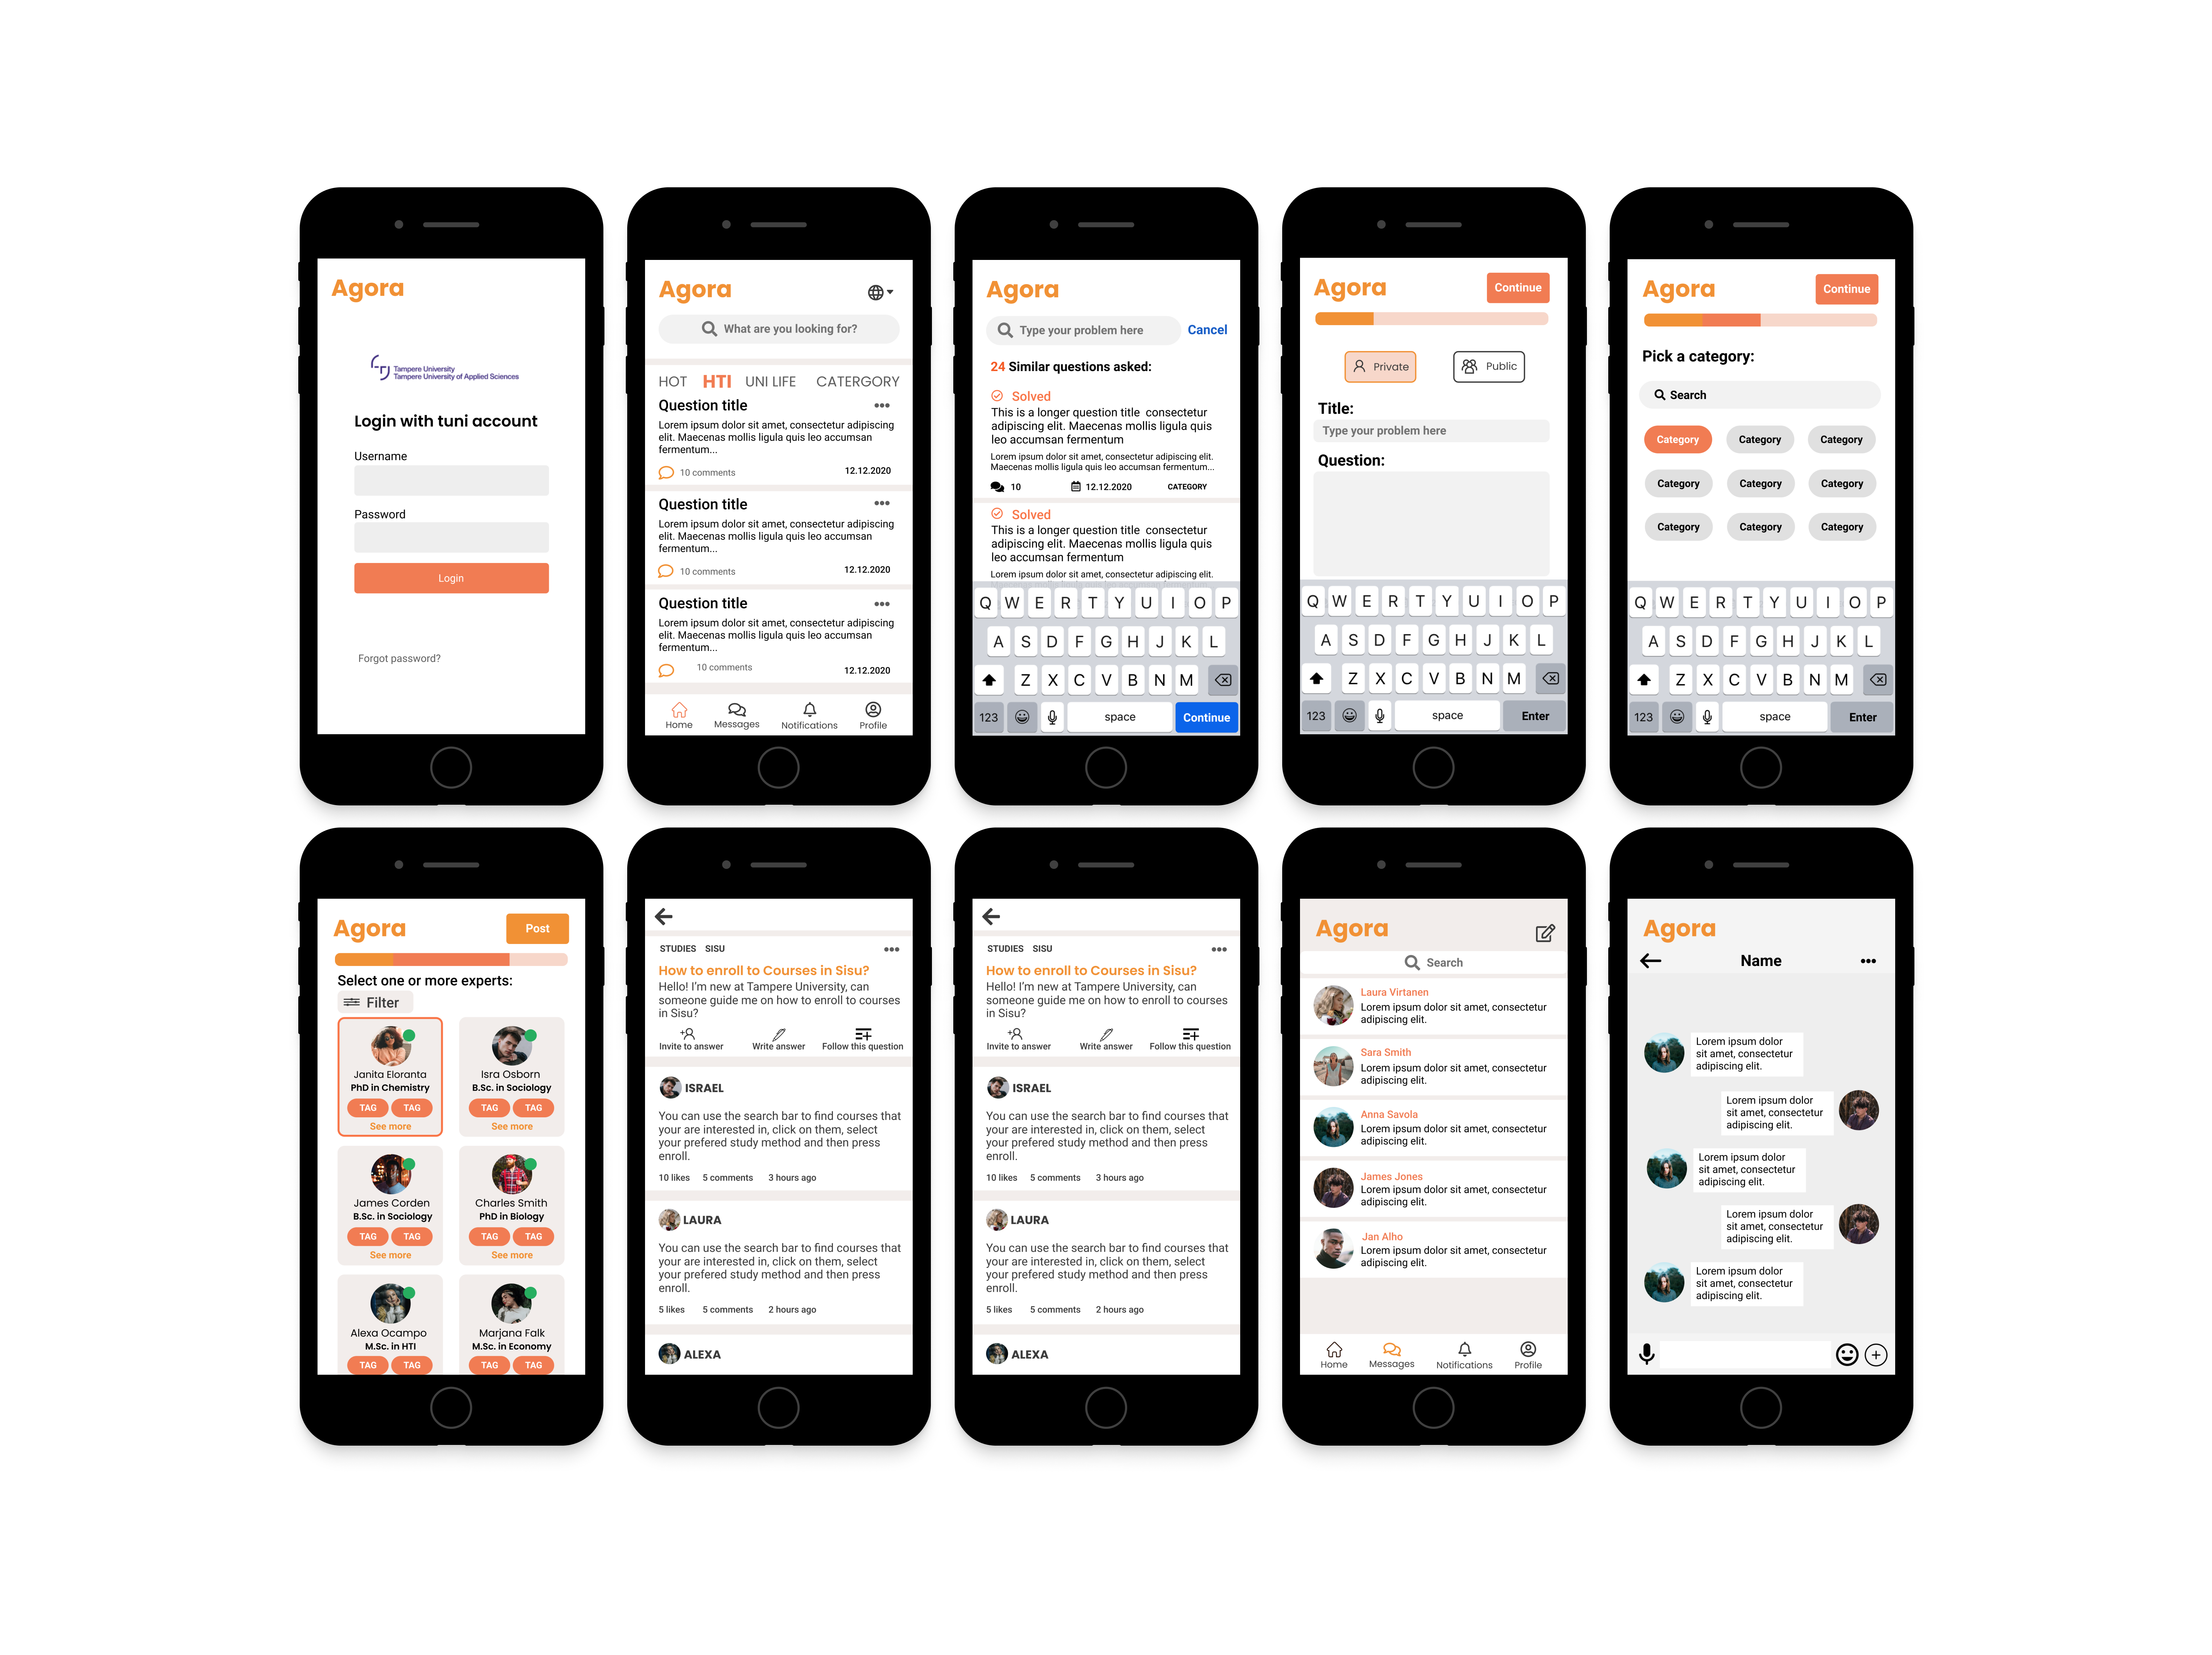 Agora
Tampere University
Tampere University of Applied Sciences
Login with tuni account
Username
Password
Login
Forgot password?
Agora
What are you looking for?
HOT HTI UNI LIFE CATERGORY
Question title
Lorem ipsum dolor sit amet, consectetur adipiscing
elit. Maecenas mollis ligula quis leo accumsan
fermentum...
10 comments 12.12.2020
Question title
Lorem ipsum dolor sit amet, consectetur adipiscing
elit. Maecenas mollis ligula quis leo accumsan
fermentum...
10 comments 12.12.2020
Question title
Lorem ipsum dolor sit amet, consectetur adipiscing
elit. Maecenas mollis ligula quis leo accumsan
fermentum...
10 comments 12.12.2020
Home Messages Notifications Profile
Agora
Type your problem here Cancel
24 Similar questions asked:
Solved
This is a longer question title consectetur
adipiscing elit. Maecenas mollis ligula quis
leo accumsan fermentum
Lorem ipsum dolor sit amet, consectetur adipiscing elit.
Maecenas mollis ligula quis leo accumsan fermentum...
10 12.12.2020 CATEGORY
Solved
This is a longer question title consectetur
adipiscing elit. Maecenas mollis ligula quis
leo accumsan fermentum
Lorem ipsum dolor sit amet, consectetur adipiscing elit.
Q W E R T Y U I O P
A S D F G H J K L
Z X C V B N M
123 space Continue
Agora Continue
Private Public
Title:
Type your problem here
Question:
Q W E R T Y U I O P
A S D F G H J K L
Z X C V B N M
123 space Enter
Agora Continue
Pick a category:
Search
Category Category Category
Category Category Category
Category Category Category
Q W E R T Y U I O P
A S D F G H J K L
Z X C V B N M
123 space Enter
Agora Post
Select one or more experts:
Filter
Janita Eloranta Isra Osborn
PhD in Chemistry B.Sc. in Sociology
TAG TAG TAG TAG
See more See more
James Corden Charles Smith
B.Sc. in Sociology PhD in Biology
TAG TAG TAG TAG
See more See more
Alexa Ocampo Marjana Falk
M.Sc. in HTI M.Sc. in Economy
TAG TAG TAG TAG
STUDIES SISU
How to enroll to Courses in Sisu?
Hello! I'm new at Tampere University, can
someone guide me on how to enroll to courses
in Sisu?
Invite to answer Write answer Follow this question
ISRAEL
You can use the search bar to find courses that
your are interested in, click on them, select
your prefered study method and then press
enroll.
10 likes 5 comments 3 hours ago
LAURA
You can use the search bar to find courses that
your are interested in, click on them, select
your prefered study method and then press
enroll.
5 likes 5 comments 2 hours ago
ALEXA
STUDIES SISU
How to enroll to Courses in Sisu?
Hello! I'm new at Tampere University, can
someone guide me on how to enroll to courses
in Sisu?
Invite to answer Write answer Follow this question
ISRAEL
You can use the search bar to find courses that
your are interested in, click on them, select
your prefered study method and then press
enroll.
10 likes 5 comments 3 hours ago
LAURA
You can use the search bar to find courses that
your are interested in, click on them, select
your prefered study method and then press
enroll.
5 likes 5 comments 2 hours ago
ALEXA
Agora
Search
Laura Virtanen
Lorem ipsum dolor sit amet, consectetur
adipiscing elit.
Sara Smith
Lorem ipsum dolor sit amet, consectetur
adipiscing elit.
Anna Savola
Lorem ipsum dolor sit amet, consectetur
adipiscing elit.
James Jones
Lorem ipsum dolor sit amet, consectetur
adipiscing elit.
Jan Alho
Lorem ipsum dolor sit amet, consectetur
adipiscing elit.
Home Messages Notifications Profile
Agora
Name
Lorem ipsum dolor
sit amet, consectetur
adipiscing elit.
Lorem ipsum dolor
sit amet, consectetur
adipiscing elit.
Lorem ipsum dolor
sit amet, consectetur
adipiscing elit.
Lorem ipsum dolor
sit amet, consectetur
adipiscing elit.
Lorem ipsum dolor
sit amet, consectetur
adipiscing elit.